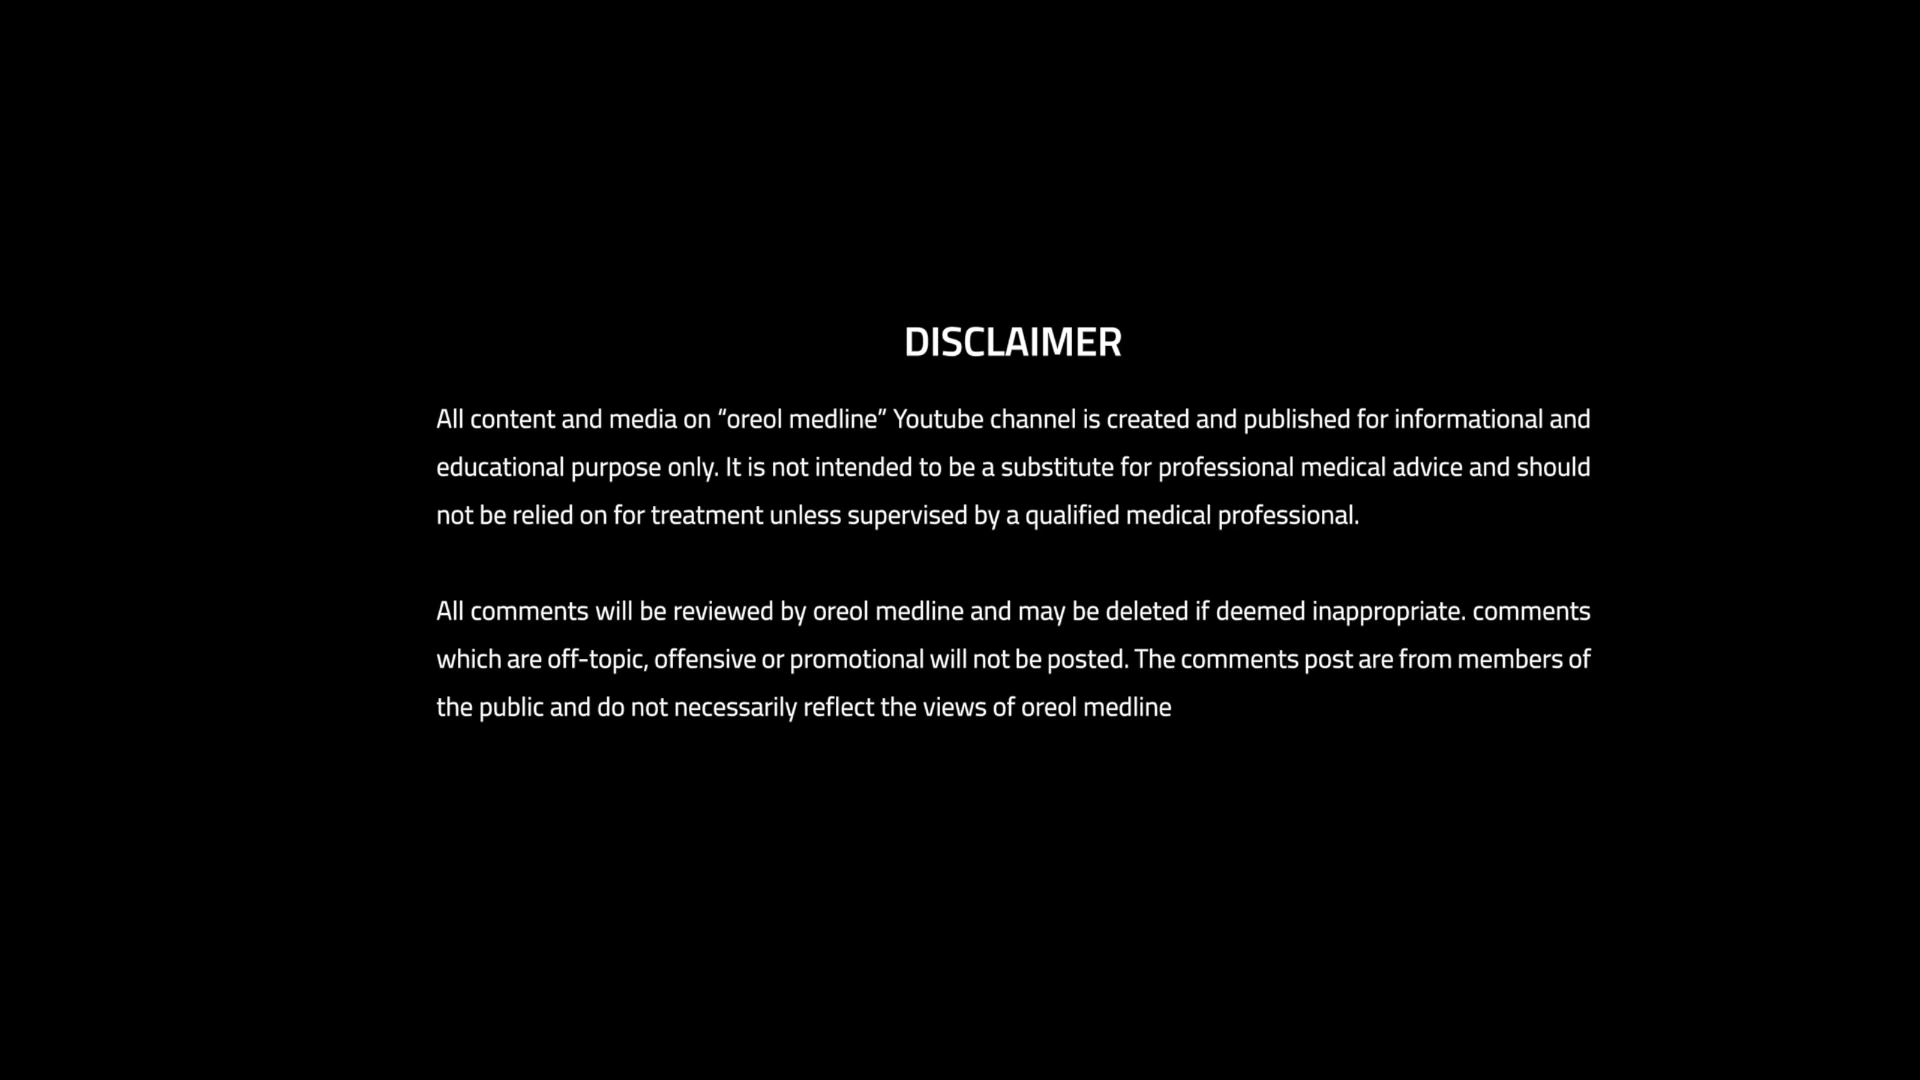 DISCLAIMER
All content and media on “oreol medline” Youtube channel is created and published for informational and
educational purpose only. It is not intended to be a substitute for professional medical advice and should
not be relied on for treatment unless supervised by a qualified medical professional.
All comments will be reviewed by oreol medline and may be deleted if deemed inappropriate. comments
which are off-topic, offensive or promotional will not be posted. The comments post are from members of
the public and do not necessarily reflect the views of oreol medline